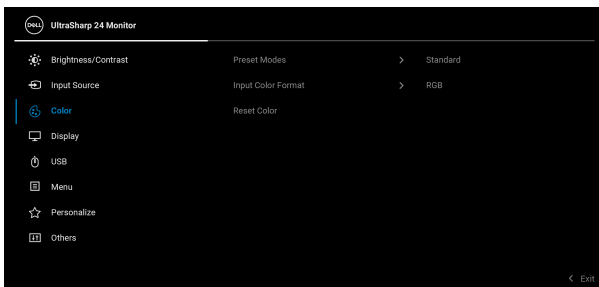 DELL UltraSharp 24 Monitor
Brightness/Contrast Preset Modes > Standard
Input Source Input Color Format > RGB
Color Reset Color
Display
USB
Menu
Personalize
Others
< Exit